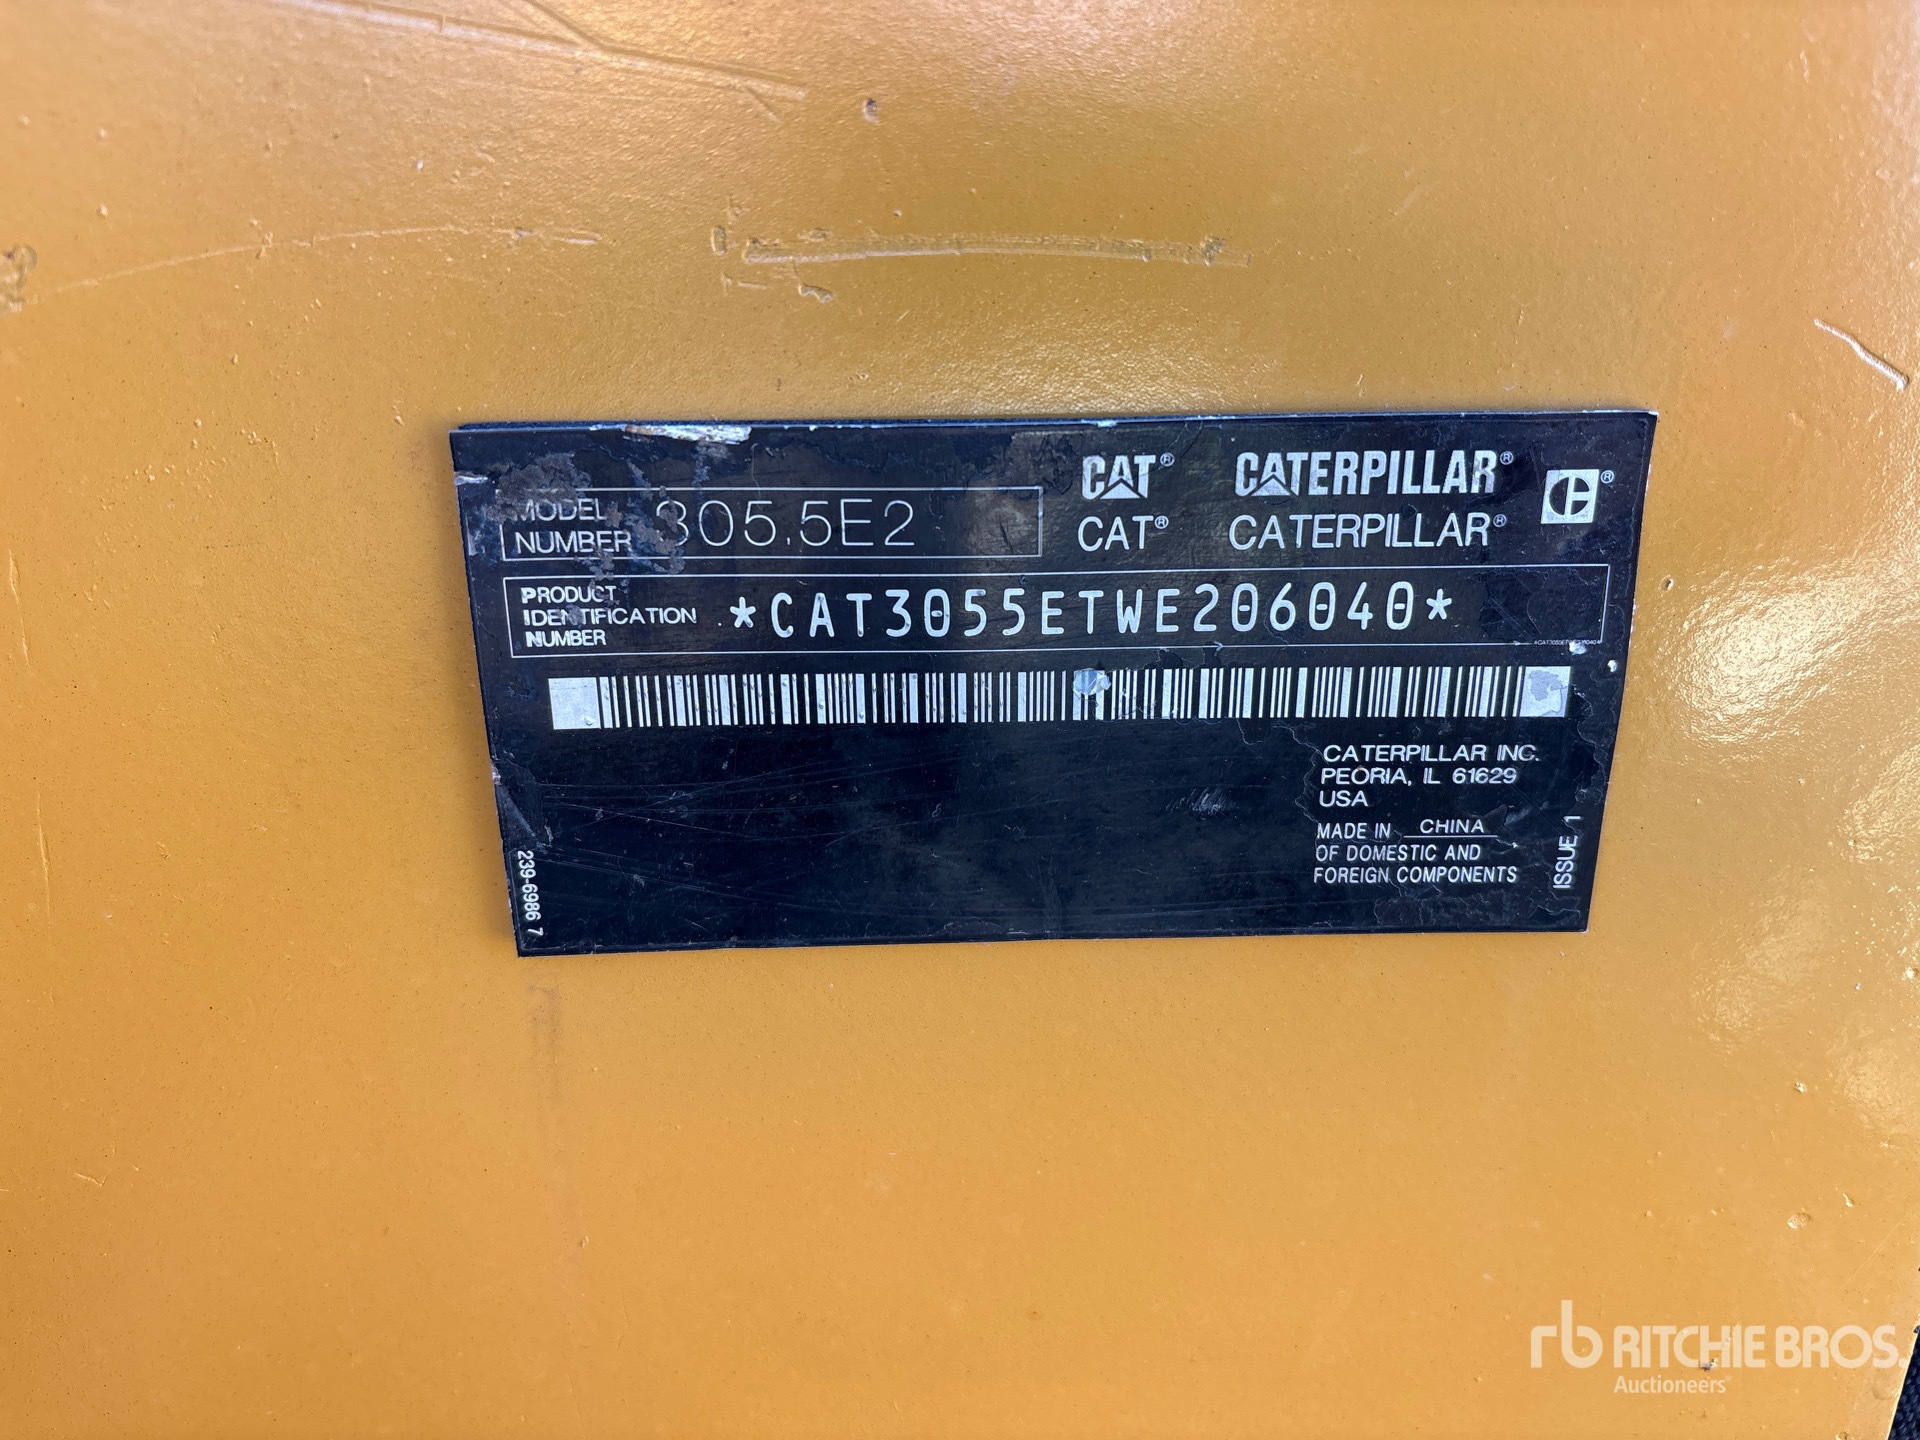 MODEL
NUMBER 305.5E2
CAT® CATERPILLAR® ®
CAT® CATERPILLAR®
PRODUCT
IDENTIFICATION
NUMBER *CAT3055ETWE206040*
CATERPILLAR INC.
PEORIA, IL 61629
USA
MADE IN CHINA
OF DOMESTIC AND
FOREIGN COMPONENTS
ISSUE 1
239-6986 7
rb RITCHIE BROS.
Auctioneers